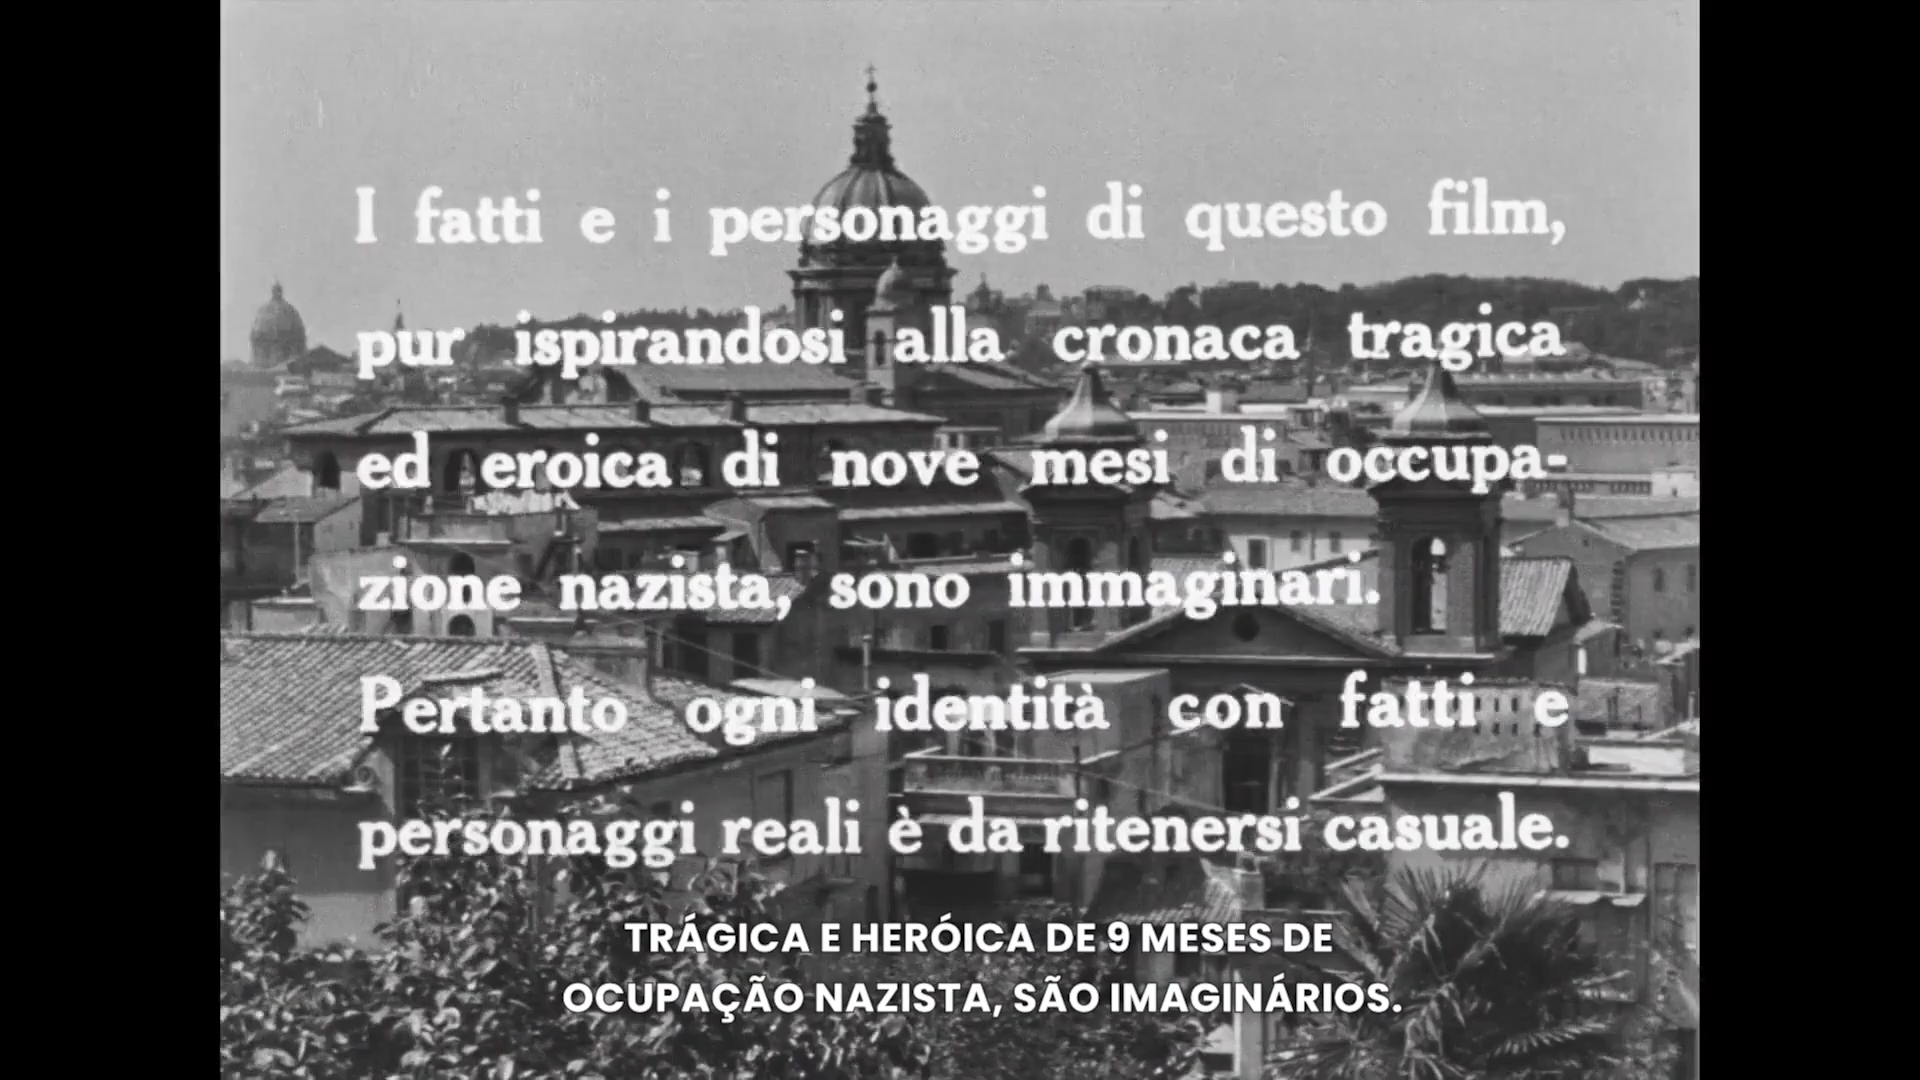 I fatti e i personaggi di questo film,
pur ispirandosi alla cronaca tragica
ed eroica di nove mesi di occupa-
zione nazista, sono immaginari.
Pertanto ogni identità con fatti e
personaggi reali è da ritenersi casuale.
TRÁGICA E HERÓICA DE 9 MESES DE
OCUPAÇÃO NAZISTA, SÃO IMAGINÁRIOS.